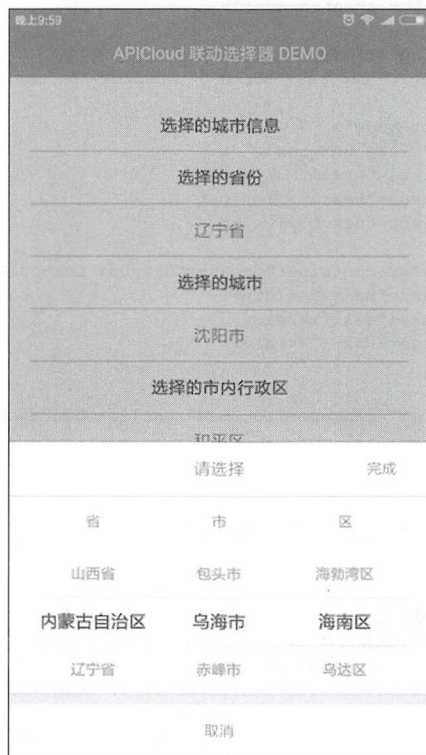 晚上9:59
APICloud 联动选择器 DEMO
选择的城市信息
选择的省份
辽宁省
选择的城市
沈阳市
选择的市内行政区
和平区
请选择 完成
省 市 区
山西省 包头市 海勃湾区
内蒙古自治区 乌海市 海南区
辽宁省 赤峰市 乌达区
取消